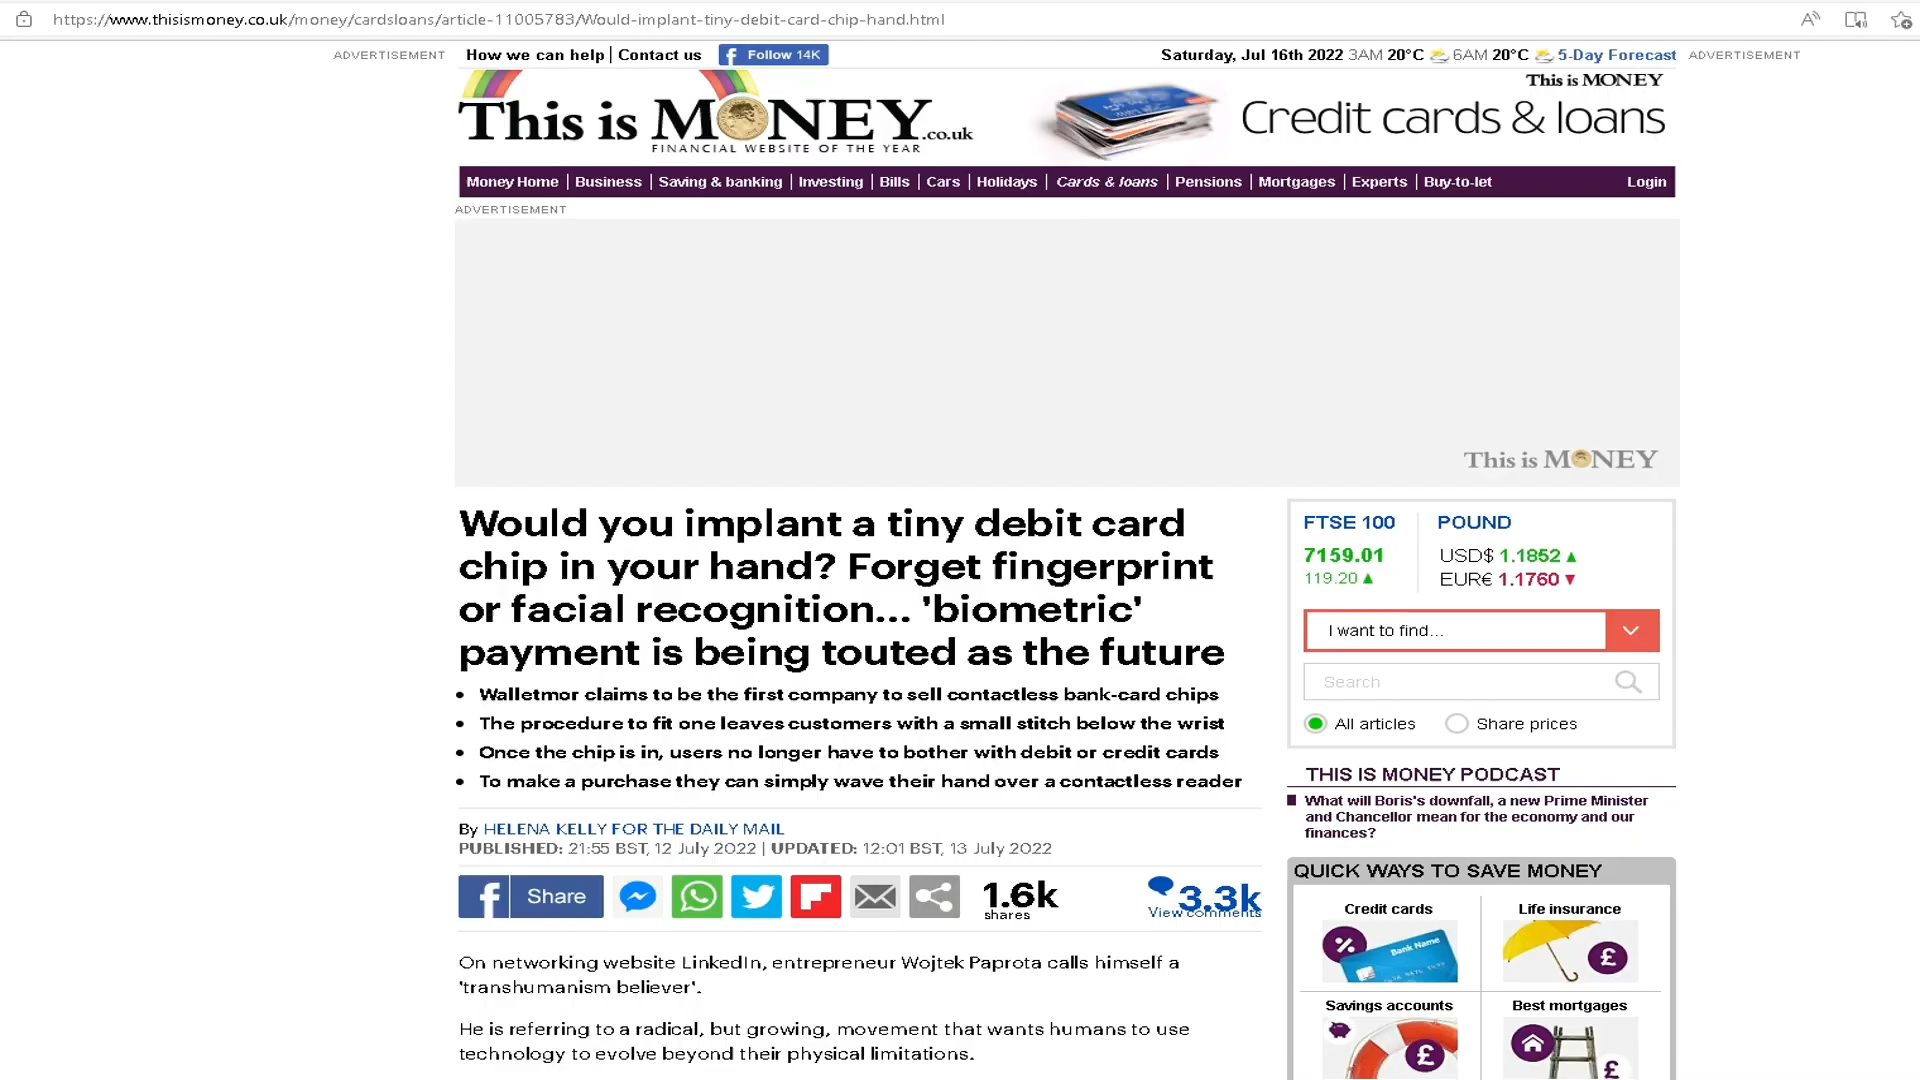 https://www.thisismoney.co.uk/money/cardsloans/article-11005783/Would-implant-tiny-debit-card-chip-hand.html
ADVERTISEMENT
How we can help | Contact us
Follow 14K
Saturday, Jul 16th 2022 3AM 20°C 6AM 20°C 5-Day Forecast
ADVERTISEMENT
This is MONEY
This is MONEY.co.uk
FINANCIAL WEBSITE OF THE YEAR
Credit cards & loans
Money Home | Business | Saving & banking | Investing | Bills | Cars | Holidays | Cards & loans | Pensions | Mortgages | Experts | Buy-to-let
Login
ADVERTISEMENT
This is MONEY
Would you implant a tiny debit card
chip in your hand? Forget fingerprint
or facial recognition... 'biometric'
payment is being touted as the future
• Walletmor claims to be the first company to sell contactless bank-card chips
• The procedure to fit one leaves customers with a small stitch below the wrist
• Once the chip is in, users no longer have to bother with debit or credit cards
• To make a purchase they can simply wave their hand over a contactless reader
By HELENA KELLY FOR THE DAILY MAIL
PUBLISHED: 21:55 BST, 12 July 2022 | UPDATED: 12:01 BST, 13 July 2022
Share
1.6k
shares
3.3k
View comments
On networking website LinkedIn, entrepreneur Wojtek Paprota calls himself a
'transhumanism believer'.
He is referring to a radical, but growing, movement that wants humans to use
technology to evolve beyond their physical limitations.
FTSE 100
7159.01
119.20 ▲
POUND
USD$ 1.1852 ▲
EUR€ 1.1760 ▼
I want to find...
Search
All articles
Share prices
THIS IS MONEY PODCAST
What will Boris's downfall, a new Prime Minister
and Chancellor mean for the economy and our
finances?
QUICK WAYS TO SAVE MONEY
Credit cards
%
Bank Name
Life insurance
£
Savings accounts
£
Best mortgages
£